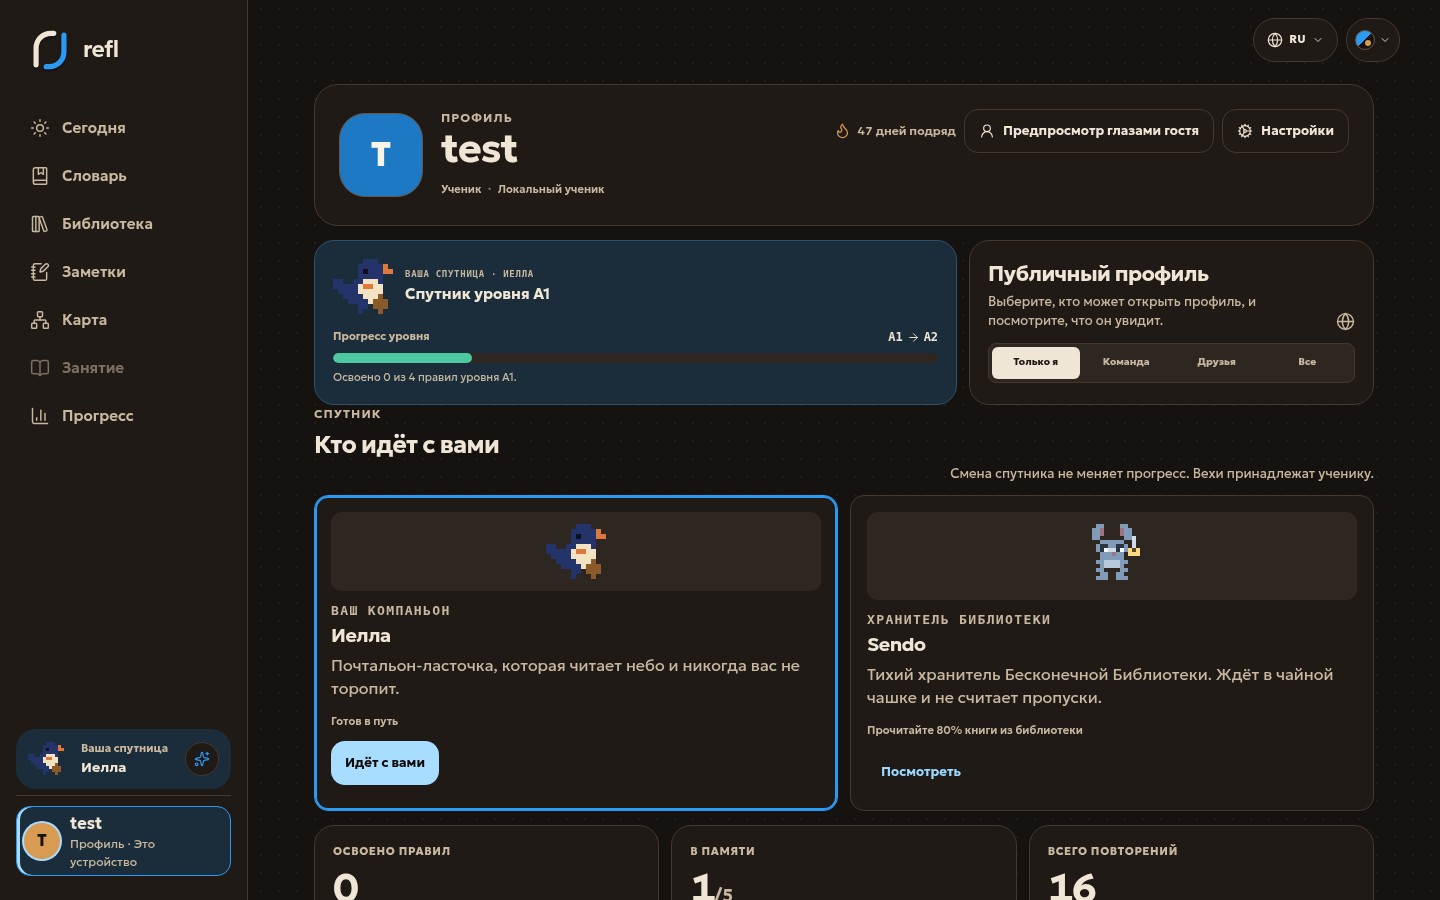 refl
Сегодня
Словарь
Библиотека
Заметки
Карта
Занятие
Прогресс
Ваша спутница
Иелла
T
test
Профиль · Это
устройство
RU
T
ПРОФИЛЬ
test
Ученик · Локальный ученик
47 дней подряд
Предпросмотр глазами гостя
Настройки
ВАША СПУТНИЦА · ИЕЛЛА
Спутник уровня A1
Прогресс уровня
A1 → A2
Освоено 0 из 4 правил уровня A1.
Публичный профиль
Выберите, кто может открыть профиль, и
посмотрите, что он увидит.
Только я
Команда
Друзья
Все
СПУТНИК
Кто идёт с вами
Смена спутника не меняет прогресс. Вехи принадлежат ученику.
ВАШ КОМПАНЬОН
Иелла
Почтальон-ласточка, которая читает небо и никогда вас не
торопит.
Готов в путь
Идёт с вами
ХРАНИТЕЛЬ БИБЛИОТЕКИ
Sendo
Тихий хранитель Бесконечной Библиотеки. Ждёт в чайной
чашке и не считает пропуски.
Прочитайте 80% книги из библиотеки
Посмотреть
ОСВОЕНО ПРАВИЛ
0
В ПАМЯТИ
1/5
ВСЕГО ПОВТОРЕНИЙ
16